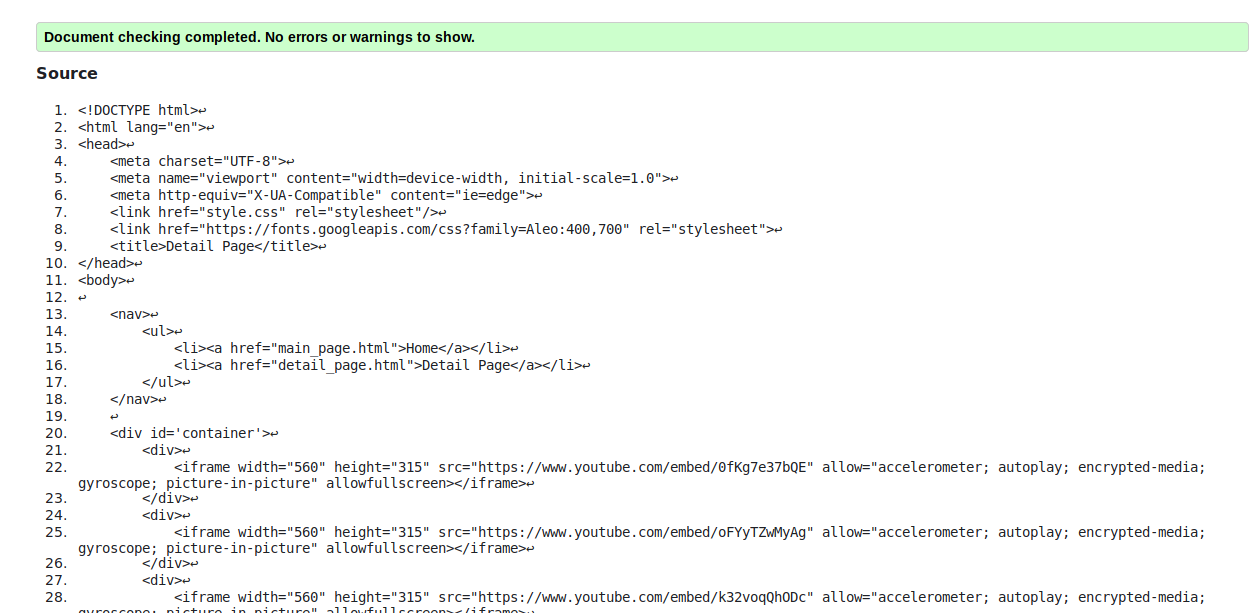 Document checking completed. No errors or warnings to show.
Source
1. <!DOCTYPE html>↩
2. <html lang="en">↩
3. <head>↩
4.     <meta charset="UTF-8">↩
5.     <meta name="viewport" content="width=device-width, initial-scale=1.0">↩
6.     <meta http-equiv="X-UA-Compatible" content="ie=edge">↩
7.     <link href="style.css" rel="stylesheet"/>↩
8.     <link href="https://fonts.googleapis.com/css?family=Aleo:400,700" rel="stylesheet">↩
9.     <title>Detail Page</title>↩
10. </head>↩
11. <body>↩
12. ↩
13.     <nav>↩
14.         <ul>↩
15.             <li><a href="main_page.html">Home</a></li>↩
16.             <li><a href="detail_page.html">Detail Page</a></li>↩
17.         </ul>↩
18.     </nav>↩
19.     ↩
20.     <div id='container'>↩
21.         <div>↩
22.             <iframe width="560" height="315" src="https://www.youtube.com/embed/0fKg7e37bQE" allow="accelerometer; autoplay; encrypted-media;
gyroscope; picture-in-picture" allowfullscreen></iframe>↩
23.         </div>↩
24.         <div>↩
25.             <iframe width="560" height="315" src="https://www.youtube.com/embed/oFYyTZwMyAg" allow="accelerometer; autoplay; encrypted-media;
gyroscope; picture-in-picture" allowfullscreen></iframe>↩
26.         </div>↩
27.         <div>↩
28.             <iframe width="560" height="315" src="https://www.youtube.com/embed/k32voqQhODc" allow="accelerometer; autoplay; encrypted-media;
gyroscope; picture-in-picture" allowfullscreen></iframe>↩